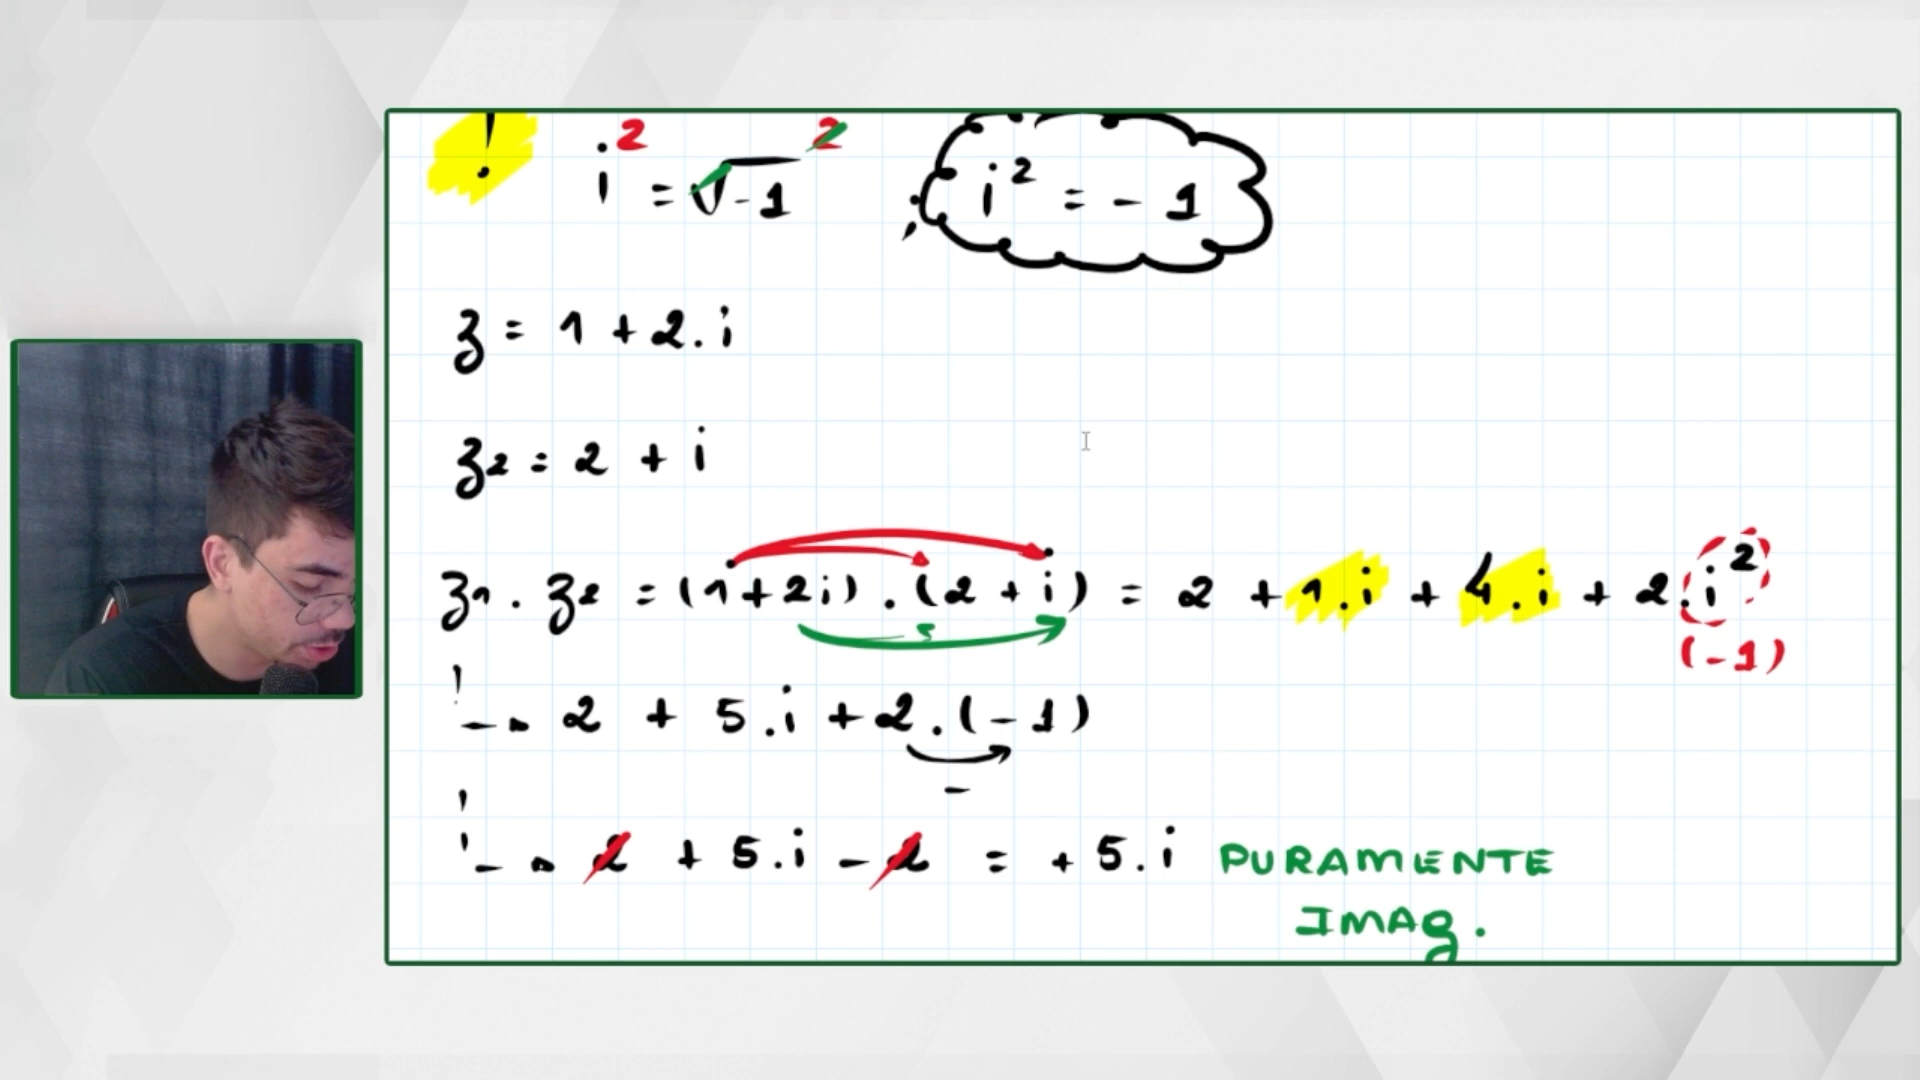 ! i² = √-1² i² = -1
z = 1 + 2.i
z₂ = 2 + i
z₁ . z₂ = (1+2i) . (2 + i) = 2 + 1.i + 4.i + 2.i²
(-1)
2 + 5.i + 2.(-1)
-
2 + 5.i - 2 = + 5.i PURAMENTE
IMAg.